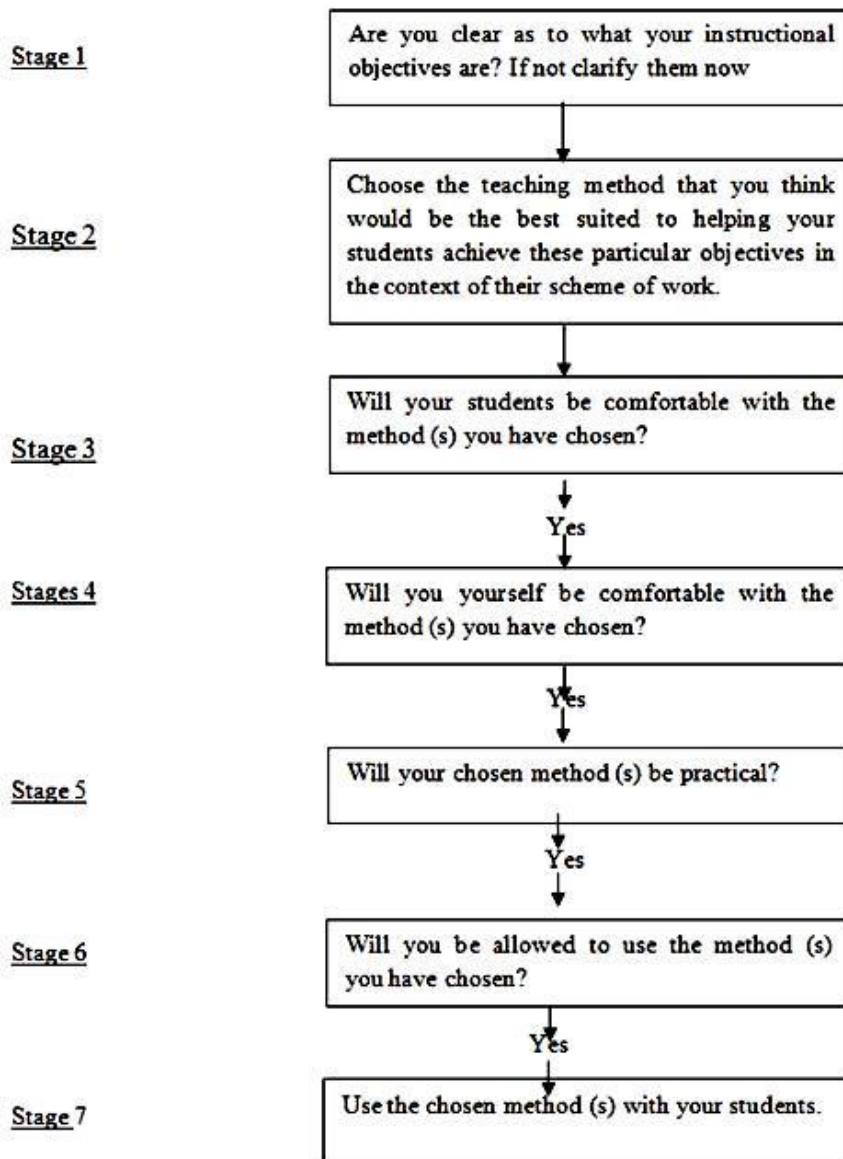 Stage 1
Are you clear as to what your instructional
objectives are? If not clarify them now
Stage 2
Choose the teaching method that you think
would be the best suited to helping your
students achieve these particular objectives in
the context of their scheme of work.
Stage 3
Will your students be comfortable with the
method (s) you have chosen?
Yes
Stages 4
Will you yourself be comfortable with the
method (s) you have chosen?
Yes
Stage 5
Will your chosen method (s) be practical?
Yes
Stage 6
Will you be allowed to use the method (s)
you have chosen?
Yes
Stage 7
Use the chosen method (s) with your students.